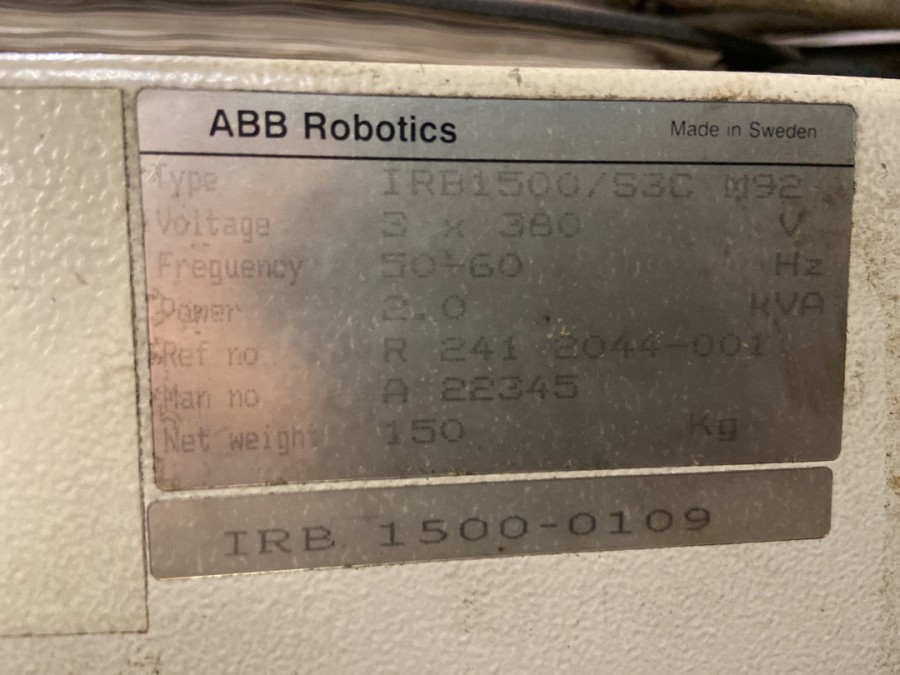 ABB Robotics Made in Sweden
Type IRB1500/S3C M92
Voltage 3 x 380 V
Frequency 50-60 Hz
Power 2.0 kVA
Ref no R 241 2044-001
Man no A 22345
Net weight 150 Kg
IRB 1500-0109